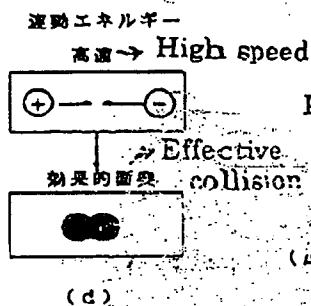 運動エネルギー
高速→ High speed
⊕ → ← ⊖
→ Effective
効果的衝突 collision
(d)